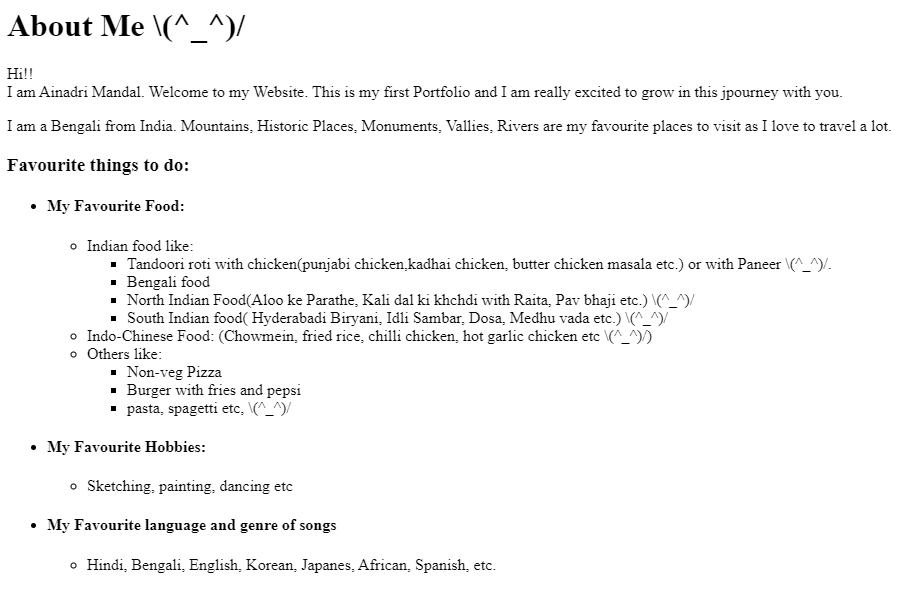 About Me \(^_^)/
Hi!!
I am Ainadri Mandal. Welcome to my Website. This is my first Portfolio and I am really excited to grow in this jpourney with you.
I am a Bengali from India. Mountains, Historic Places, Monuments, Vallies, Rivers are my favourite places to visit as I love to travel a lot.
Favourite things to do:
My Favourite Food:
Indian food like:
Tandoori roti with chicken(punjabi chicken,kadhai chicken, butter chicken masala etc.) or with Paneer \(^_^)/.
Bengali food
North Indian Food(Aloo ke Parathe, Kali dal ki khchdi with Raita, Pav bhaji etc.) \(^_^)/
South Indian food( Hyderabadi Biryani, Idli Sambar, Dosa, Medhu vada etc.) \(^_^)/
Indo-Chinese Food: (Chowmein, fried rice, chilli chicken, hot garlic chicken etc \(^_^)/)
Others like:
Non-veg Pizza
Burger with fries and pepsi
pasta, spagetti etc, \(^_^)/
My Favourite Hobbies:
Sketching, painting, dancing etc
My Favourite language and genre of songs
Hindi, Bengali, English, Korean, Japanes, African, Spanish, etc.